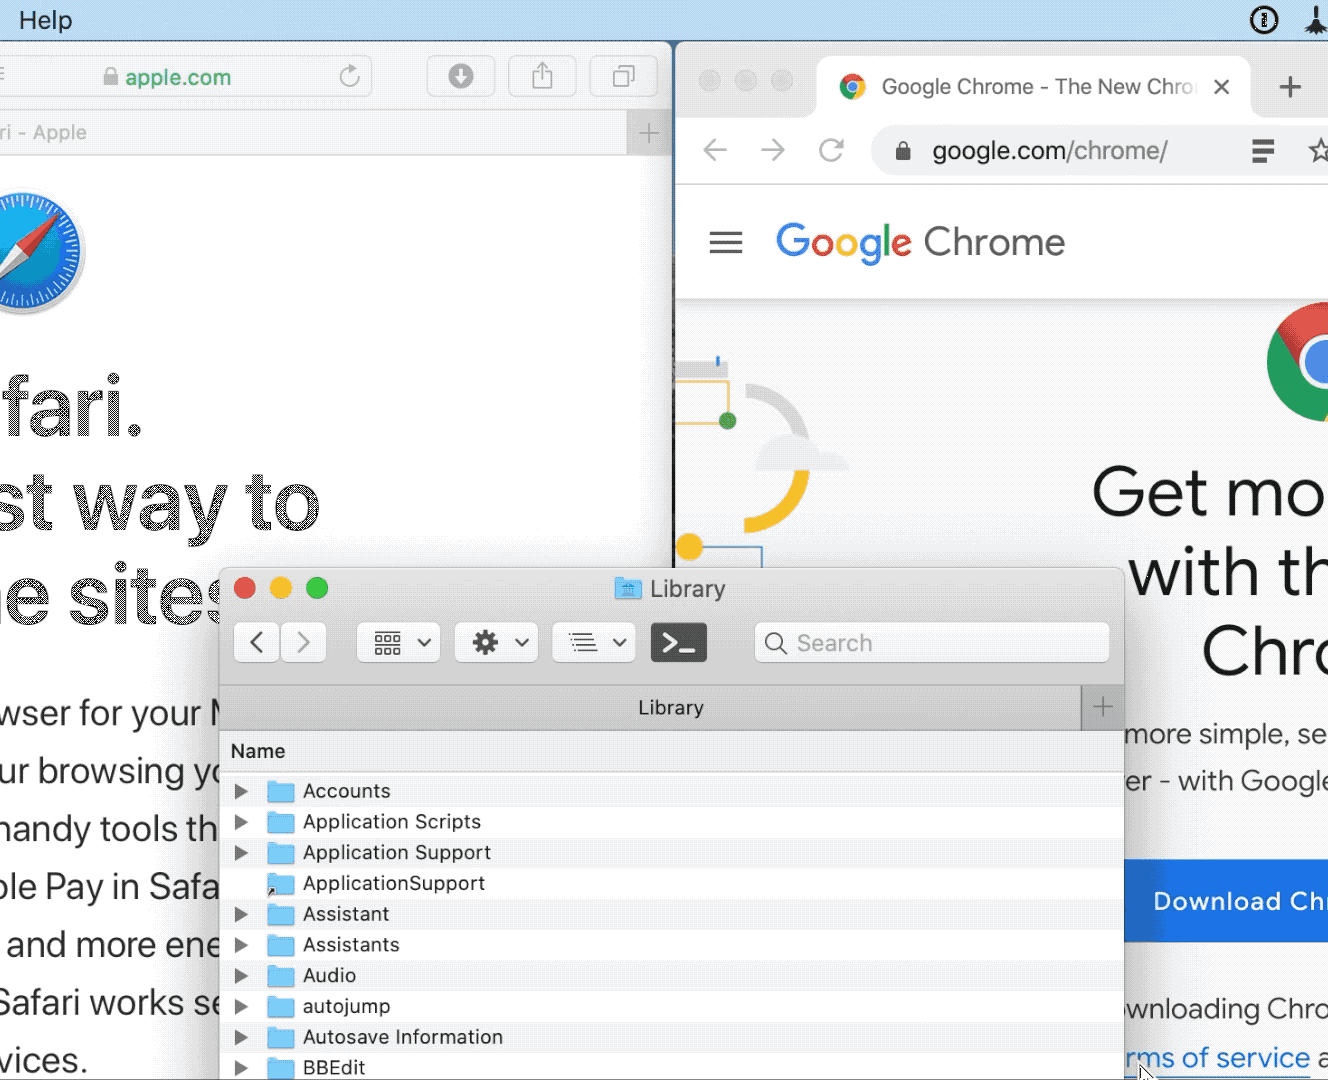 Help
apple.com
ri - Apple
fari.
st way to
e sites
wser for your
ur browsing yo
handy tools th
ple Pay in Safa
and more ene
Safari works se
vices.
Google Chrome - The New Chro
google.com/chrome/
Google Chrome
Get mo
with th
Chro
more simple, se
er - with Google
Download Chr
wnloading Chro
rms of service a
Library
Search
Library
Name
Accounts
Application Scripts
Application Support
ApplicationSupport
Assistant
Assistants
Audio
autojump
Autosave Information
BBEdit